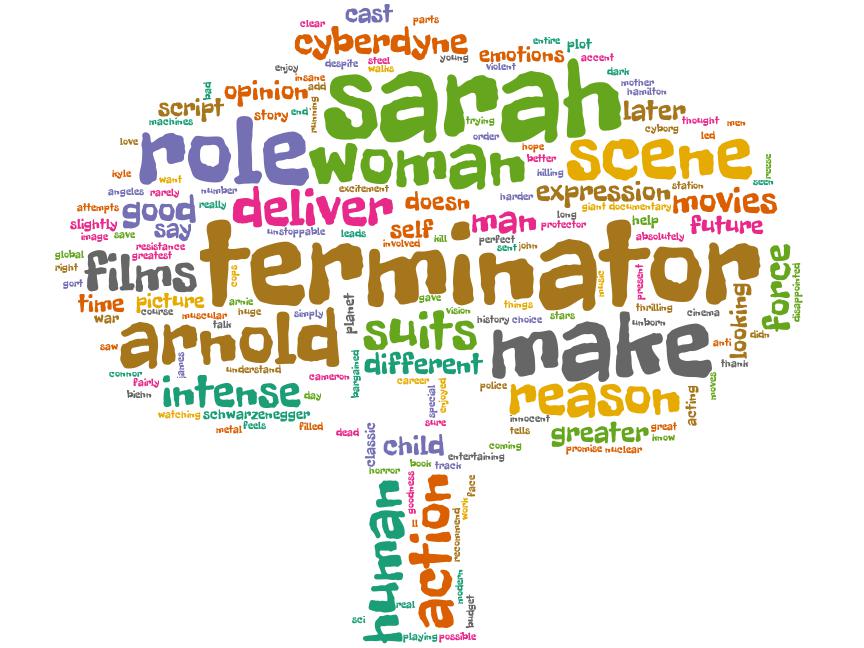 cast
parts
clear
cyberdyne
young
emotions
entire
plot
accent
enjoy
despite
steel
walks
violent
dark
mother
hamilton
insane
add
opinion
bad
script
machines
story
end
running
sarah
trying
later
cyborg
thought
men
led
order
hope
better
killing
love
role
woman
scene
reese
seen
kyle
want
angeles
rarely
number
excitement
harder
expression
station
giant
documentary
movies
attempts
good
really
deliver
doesn
slightly
say
image
save
unstoppable
leads
self
involved
kill
man
long
protector
perfect
sent
john
help
absolutely
future
resistance
greatest
global
right
gort
films
cops
terminator
music
present
force
disappointed
time
war
picture
course
arnie
muscular
huge
talk
simply
planet
gave
vision
things
history
choice
stars
thrilling
unborn
cinema
looking
didn
anti
thank
saw
arnold
suits
make
different
understand
james
connor
fairly
biehn
cameron
bargained
intense
day
watching
schwarzenegger
metal
feels
filled
career
special
enjoyed
police
reason
acting
moves
innocent
tells
greater
great
know
promise
nuclear
sure
dead
classic
child
coming
entertaining
book
track
horror
human
goodness
ll
action
face
work
recommend
modern
budget
real
sci
playing
possible